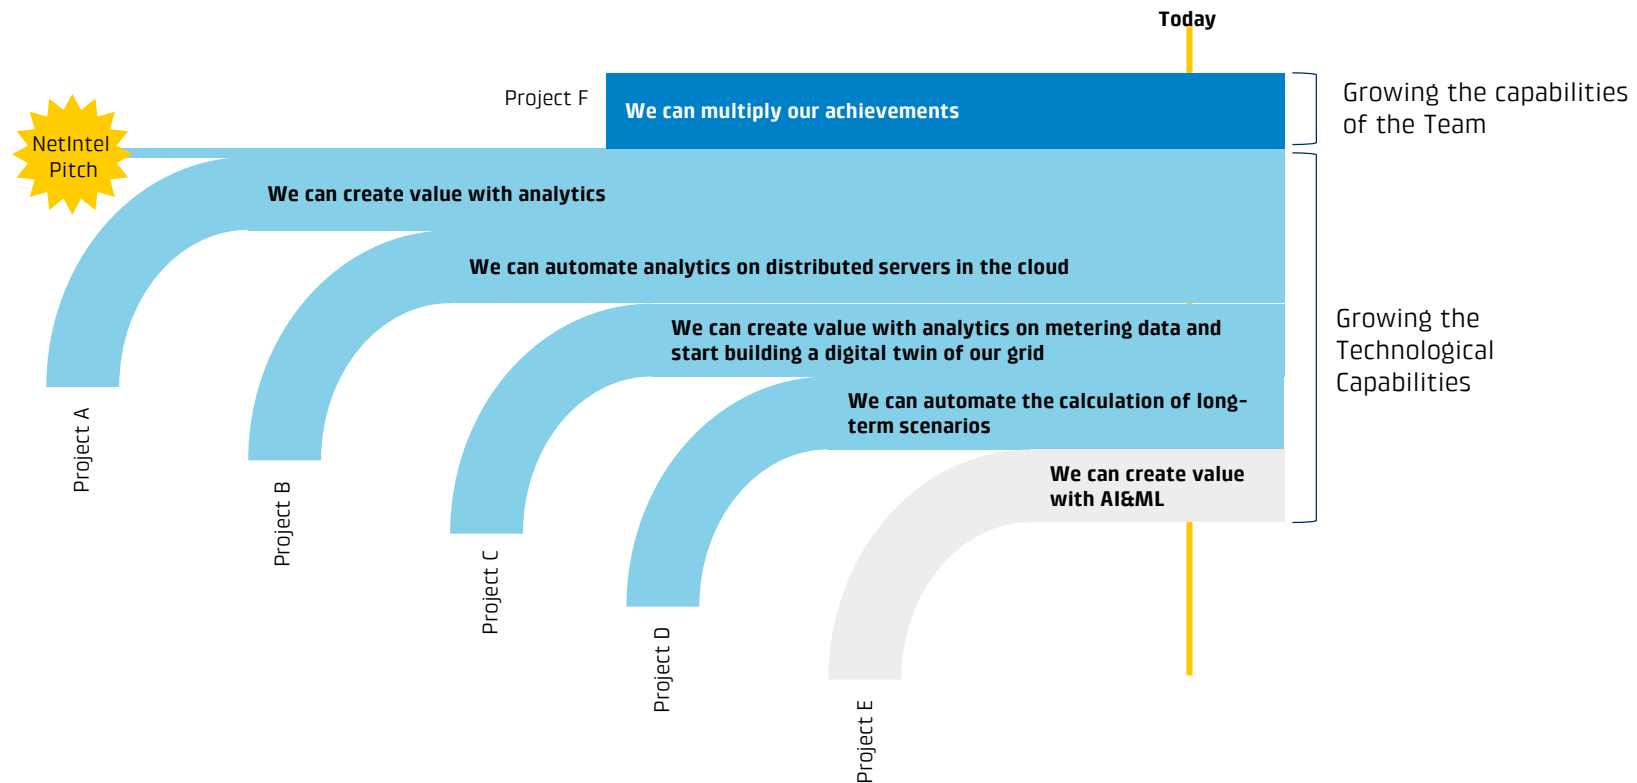 Today
Project F
We can multiply our achievements
Growing the capabilities
of the Team
NetIntel
Pitch
We can create value with analytics
We can automate analytics on distributed servers in the cloud
We can create value with analytics on metering data and
start building a digital twin of our grid
Growing the
Technological
Capabilities
We can automate the calculation of long-
term scenarios
We can create value
with AI&ML
Project A
Project B
Project C
Project D
Project E